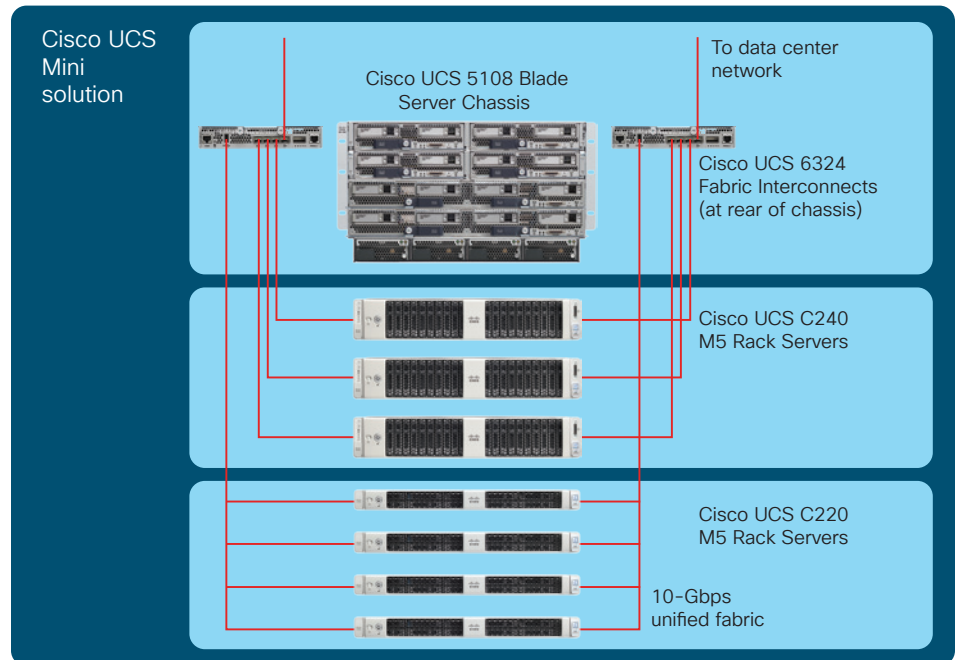 Cisco UCS
Mini
solution
To data center
network
Cisco UCS 5108 Blade
Server Chassis
Cisco UCS 6324
Fabric Interconnects
(at rear of chassis)
Cisco UCS C240
M5 Rack Servers
Cisco UCS C220
M5 Rack Servers
10-Gbps
unified fabric